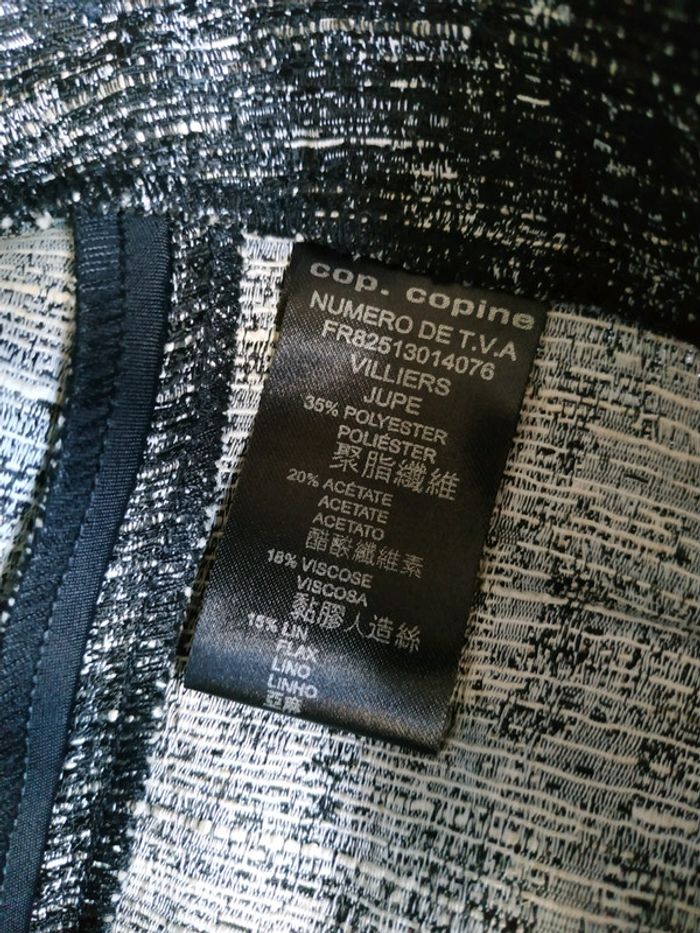 cop. copine
NUMERO DE T.V.A
FR82513014076
VILLIERS
JUPE
35% POLYESTER
POLIÉSTER
聚脂纖維
20% ACÉTATE
ACETATE
ACETATO
醋酸纖維素
18% VISCOSE
VISCOSA
黏膠人造絲
15% LIN
FLAX
LINO
LINHO
亞麻